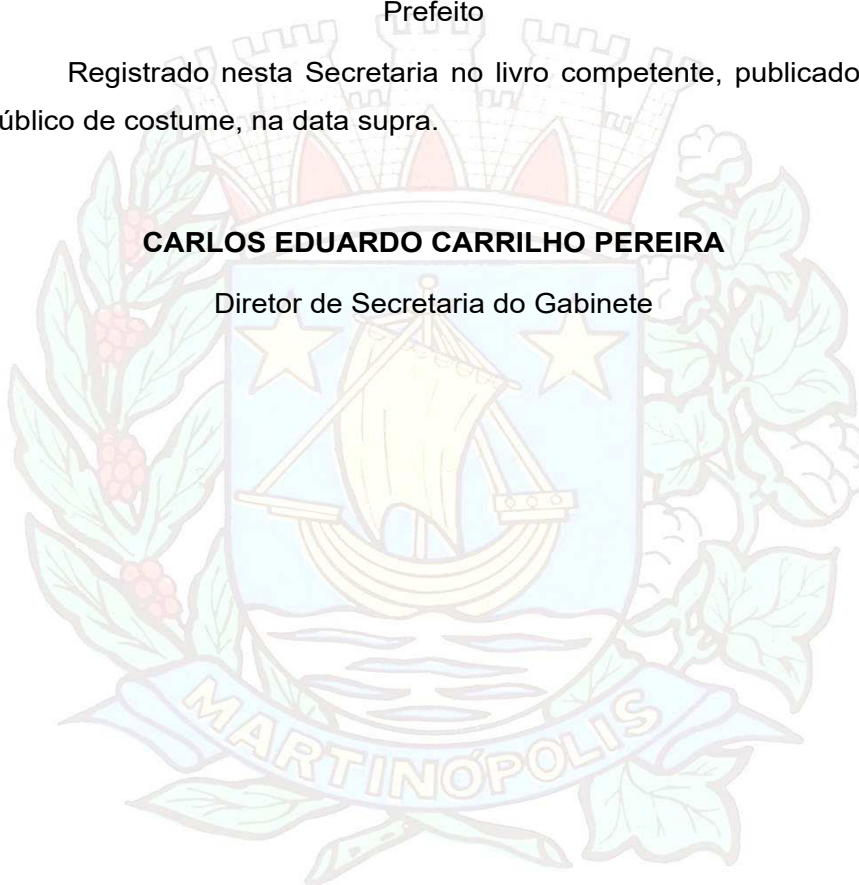 Prefeito
Registrado nesta Secretaria no livro competente, publicado
úblico de costume, na data supra.
CARLOS EDUARDO CARRILHO PEREIRA
Diretor de Secretaria do Gabinete
MARTINÓPOLIS